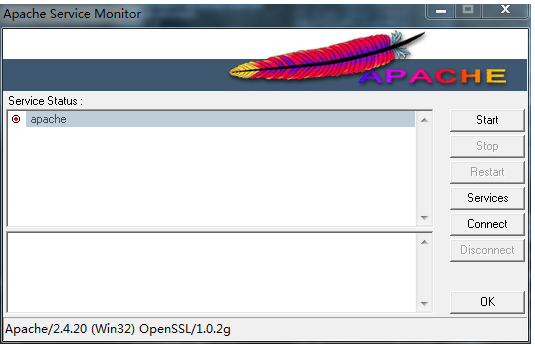 Apache Service Monitor
APACHE
Service Status :
apache
Start
Stop
Restart
Services
Connect
Disconnect
OK
Apache/2.4.20 (Win32) OpenSSL/1.0.2g